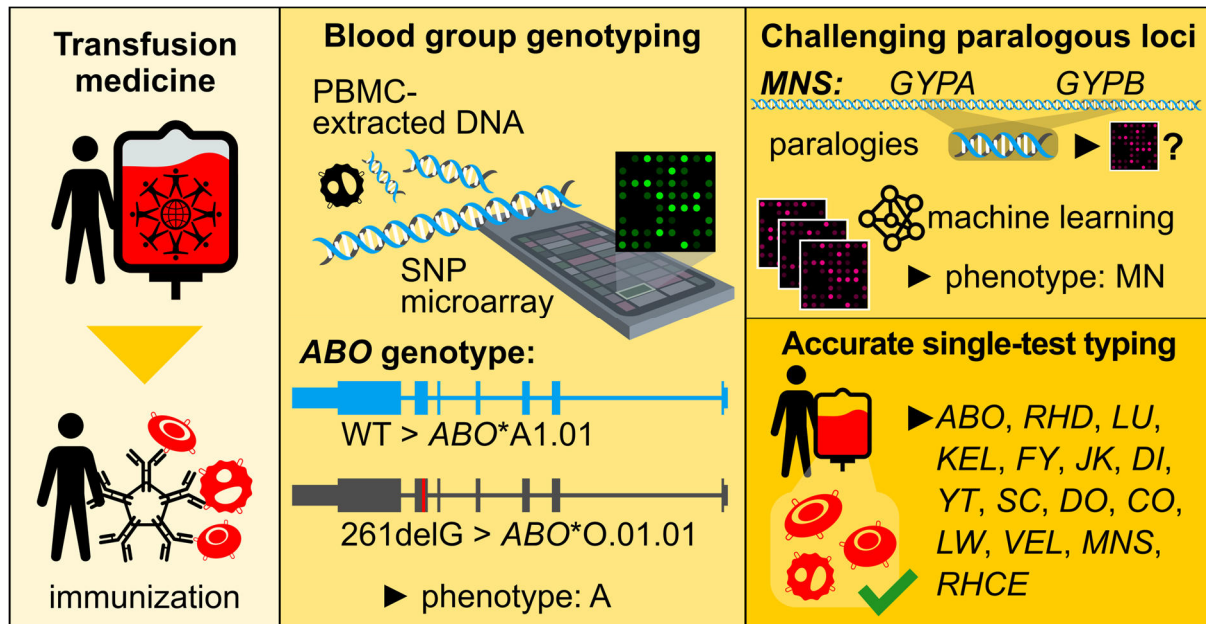 Transfusion
medicine
immunization
Blood group genotyping
PBMC-
extracted DNA
SNP
microarray
ABO genotype:
WT > ABO*A1.01
261delG > ABO*O.01.01
► phenotype: A
Challenging paralogous loci
MNS: GYPA GYPB
paralogies ► ?
machine learning
► phenotype: MN
Accurate single-test typing
►ABO, RHD, LU,
KEL, FY, JK, DI,
YT, SC, DO, CO,
LW, VEL, MNS,
RHCE